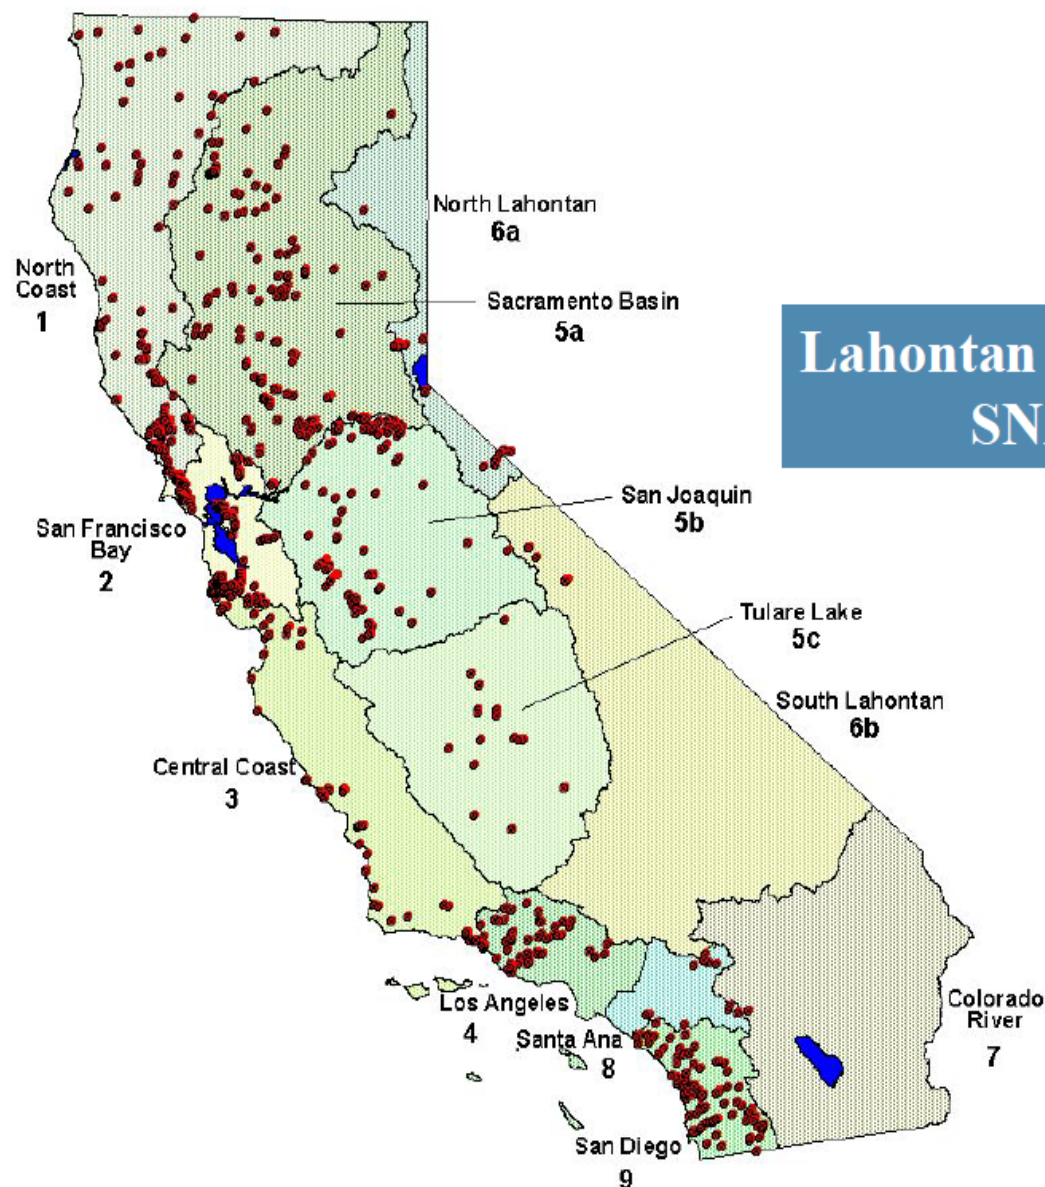 North Lahontan
6a
North
Coast
1
Sacramento Basin
5a
Lahontan
San Joaquin
5b
San Francisco
Bay
2
Tulare Lake
5c
South Lahontan
6b
Central Coast
3
Los Angeles
4
Colorado
River
7
Santa Ana
8
San Diego
9